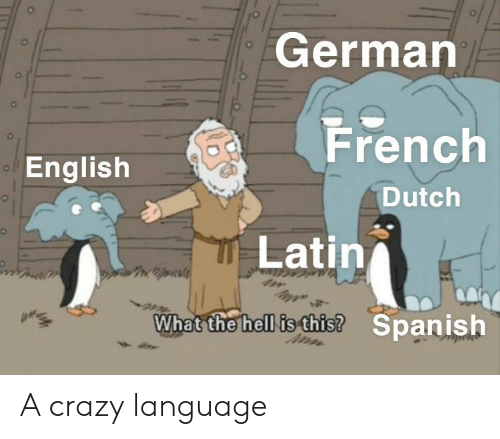 German
French
English
Dutch
Latin
What the hell is this?
Spanish
A crazy language